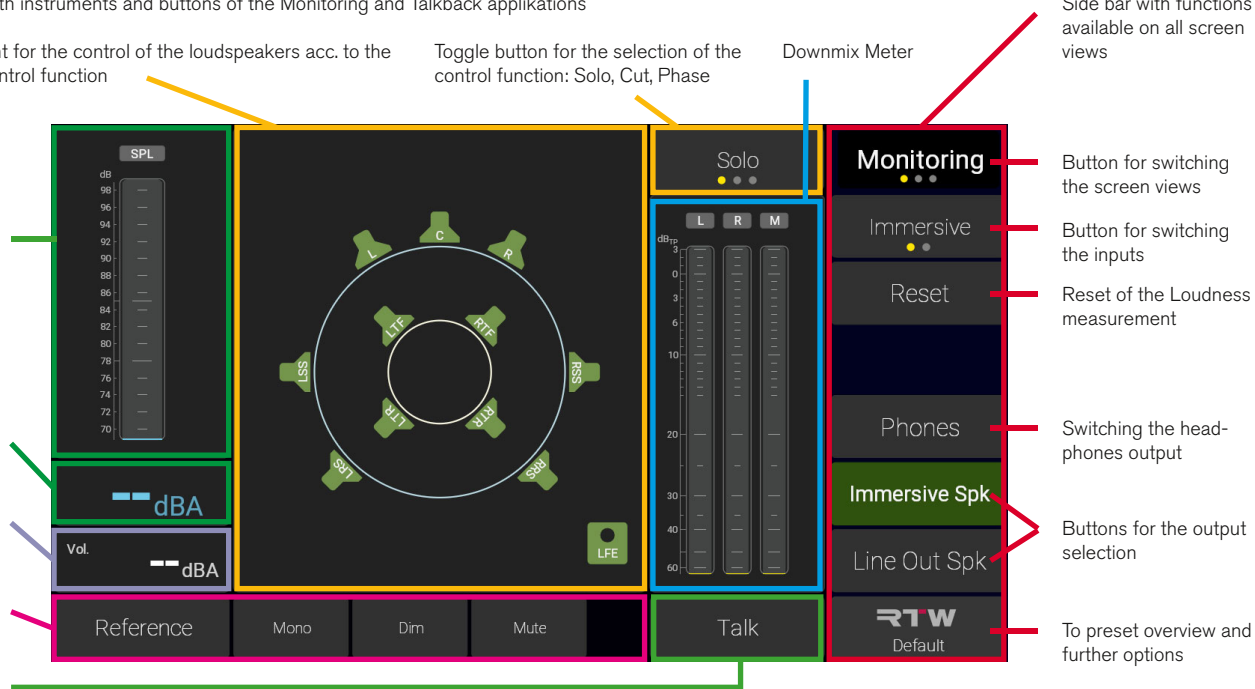 instruments and buttons of the Monitoring and Talkback applikations
for the control of the loudspeakers acc. to the
function
Toggle button for the selection of the
control function: Solo, Cut, Phase
Downmix Meter
Side bar with functions
available on all screen
views
SPL
dB
98
96
94
92
90
88
86
84
82
80
78
76
74
72
70
dBA
Vol.
dBA
L
C
R
LTF
RTF
LSS
RSS
LTR
RTR
LRS
RRS
LFE
Solo
L R M
dBTP
3
0
3
6
10
20
30
40
60
Monitoring
Immersive
Reset
Phones
Immersive Spk
Line Out Spk
RTW
Default
Reference
Mono
Dim
Mute
Talk
Button for switching
the screen views
Button for switching
the inputs
Reset of the Loudness
measurement
Switching the head-
phones output
Buttons for the output
selection
To preset overview and
further options